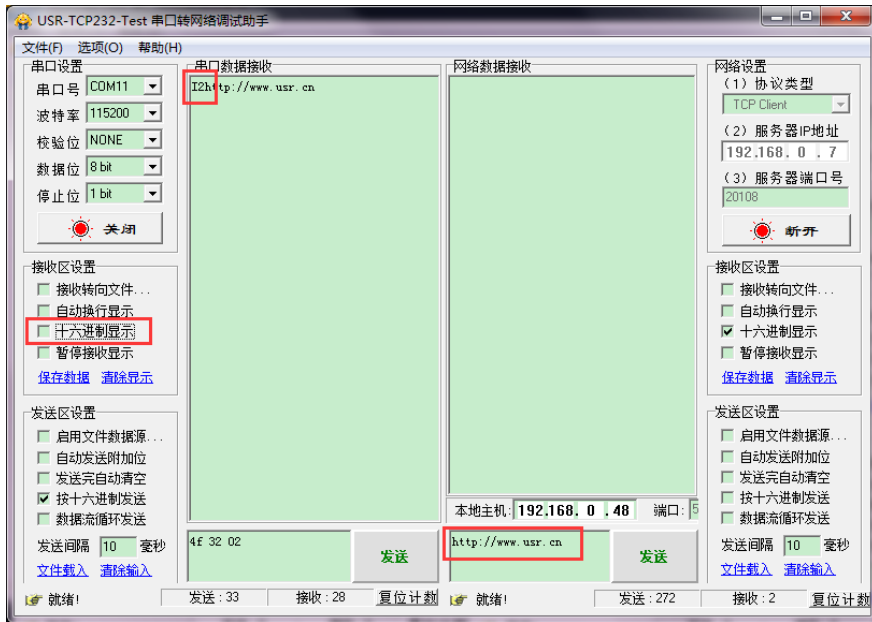 USR-TCP232-Test 串口转网络调试助手
文件(F) 选项(O) 帮助(H)
串口设置
串口号 COM11
波特率 115200
校验位 NONE
数据位 8 bit
停止位 1 bit
关闭
接收区设置
接收转向文件...
自动换行显示
十六进制显示
暂停接收显示
保存数据 清除显示
发送区设置
启用文件数据源...
自动发送附加位
发送完自动清空
按十六进制发送
数据流循环发送
发送间隔 10 毫秒
文件载入 清除输入
串口数据接收
I2http://www.usr.cn
4f 32 02
发送
网络数据接收
本地主机: 192.168. 0 .48 端口: 5
http://www.usr.cn
发送
网络设置
(1) 协议类型
TCP Client
(2) 服务器IP地址
192.168. 0 . 7
(3) 服务器端口号
20108
断开
接收区设置
接收转向文件...
自动换行显示
十六进制显示
暂停接收显示
保存数据 清除显示
发送区设置
启用文件数据源...
自动发送附加位
发送完自动清空
按十六进制发送
数据流循环发送
发送间隔 10 毫秒
文件载入 清除输入
就绪! 发送:33 接收:28 复位计数 就绪! 发送:272 接收:2 复位计数